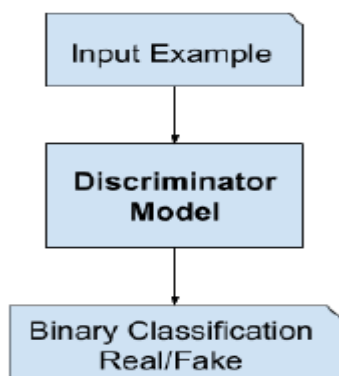 Input Example
Discriminator
Model
Binary Classification
Real/Fake